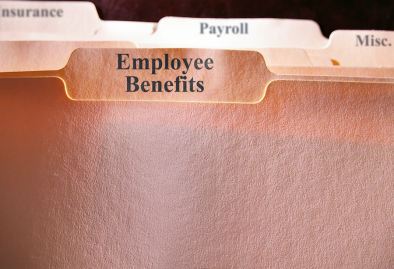 nsurance
Payroll
Misc.
Employee
Benefits